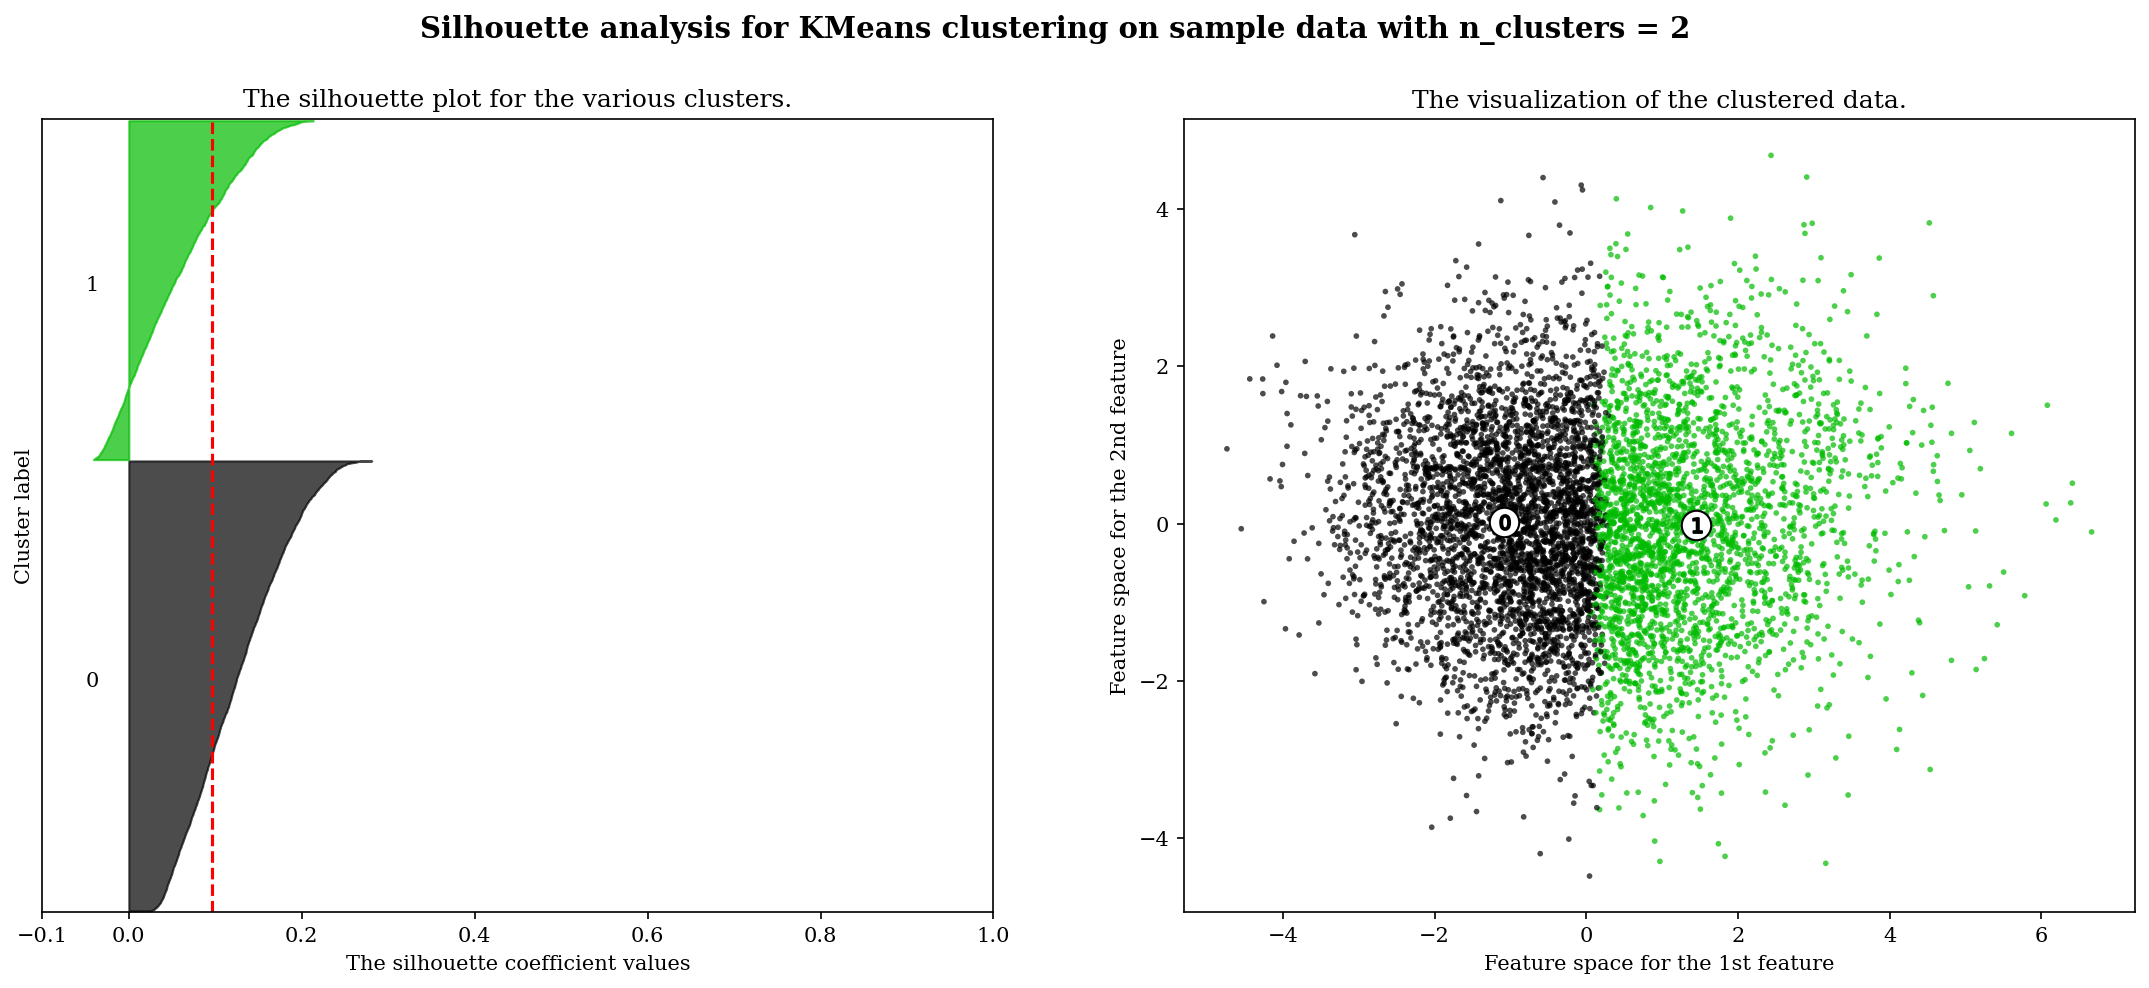 Silhouette analysis for KMeans clustering on sample data with n_clusters = 2
The silhouette plot for the various clusters.
Cluster label
1
0
−0.1 0.0 0.2 0.4 0.6 0.8 1.0
The silhouette coefficient values
The visualization of the clustered data.
Feature space for the 2nd feature
4
2
0
−2
−4
0 1
−4 −2 0 2 4 6
Feature space for the 1st feature